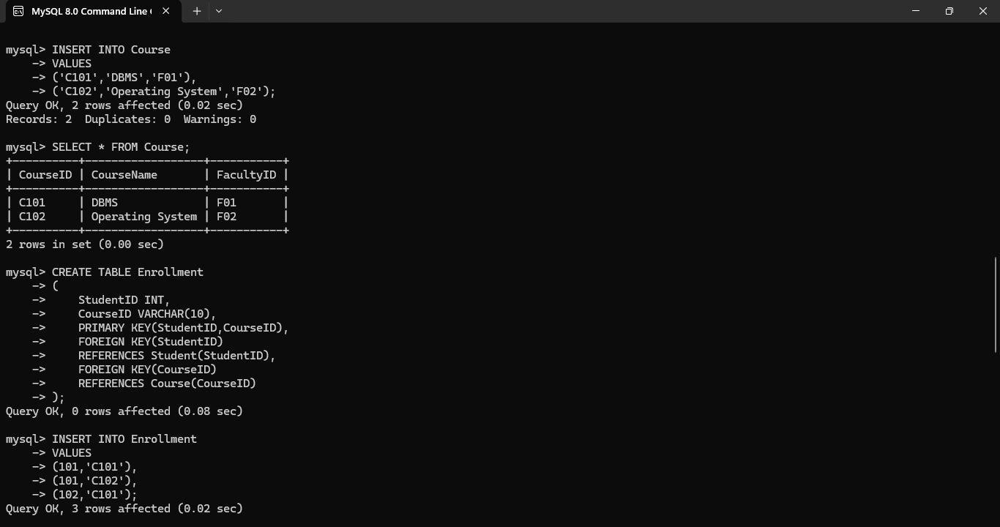 MySQL 8.0 Command Line
mysql> INSERT INTO Course
    -> VALUES
    -> ('C101','DBMS','F01'),
    -> ('C102','Operating System','F02');
Query OK, 2 rows affected (0.02 sec)
Records: 2  Duplicates: 0  Warnings: 0
mysql> SELECT * FROM Course;
+----------+------------------+-----------+
| CourseID | CourseName       | FacultyID |
+----------+------------------+-----------+
| C101     | DBMS             | F01       |
| C102     | Operating System | F02       |
+----------+------------------+-----------+
2 rows in set (0.00 sec)
mysql> CREATE TABLE Enrollment
    -> (
    ->     StudentID INT,
    ->     CourseID VARCHAR(10),
    ->     PRIMARY KEY(StudentID,CourseID),
    ->     FOREIGN KEY(StudentID)
    ->     REFERENCES Student(StudentID),
    ->     FOREIGN KEY(CourseID)
    ->     REFERENCES Course(CourseID)
    -> );
Query OK, 0 rows affected (0.08 sec)
mysql> INSERT INTO Enrollment
    -> VALUES
    -> (101,'C101'),
    -> (101,'C102'),
    -> (102,'C101');
Query OK, 3 rows affected (0.02 sec)